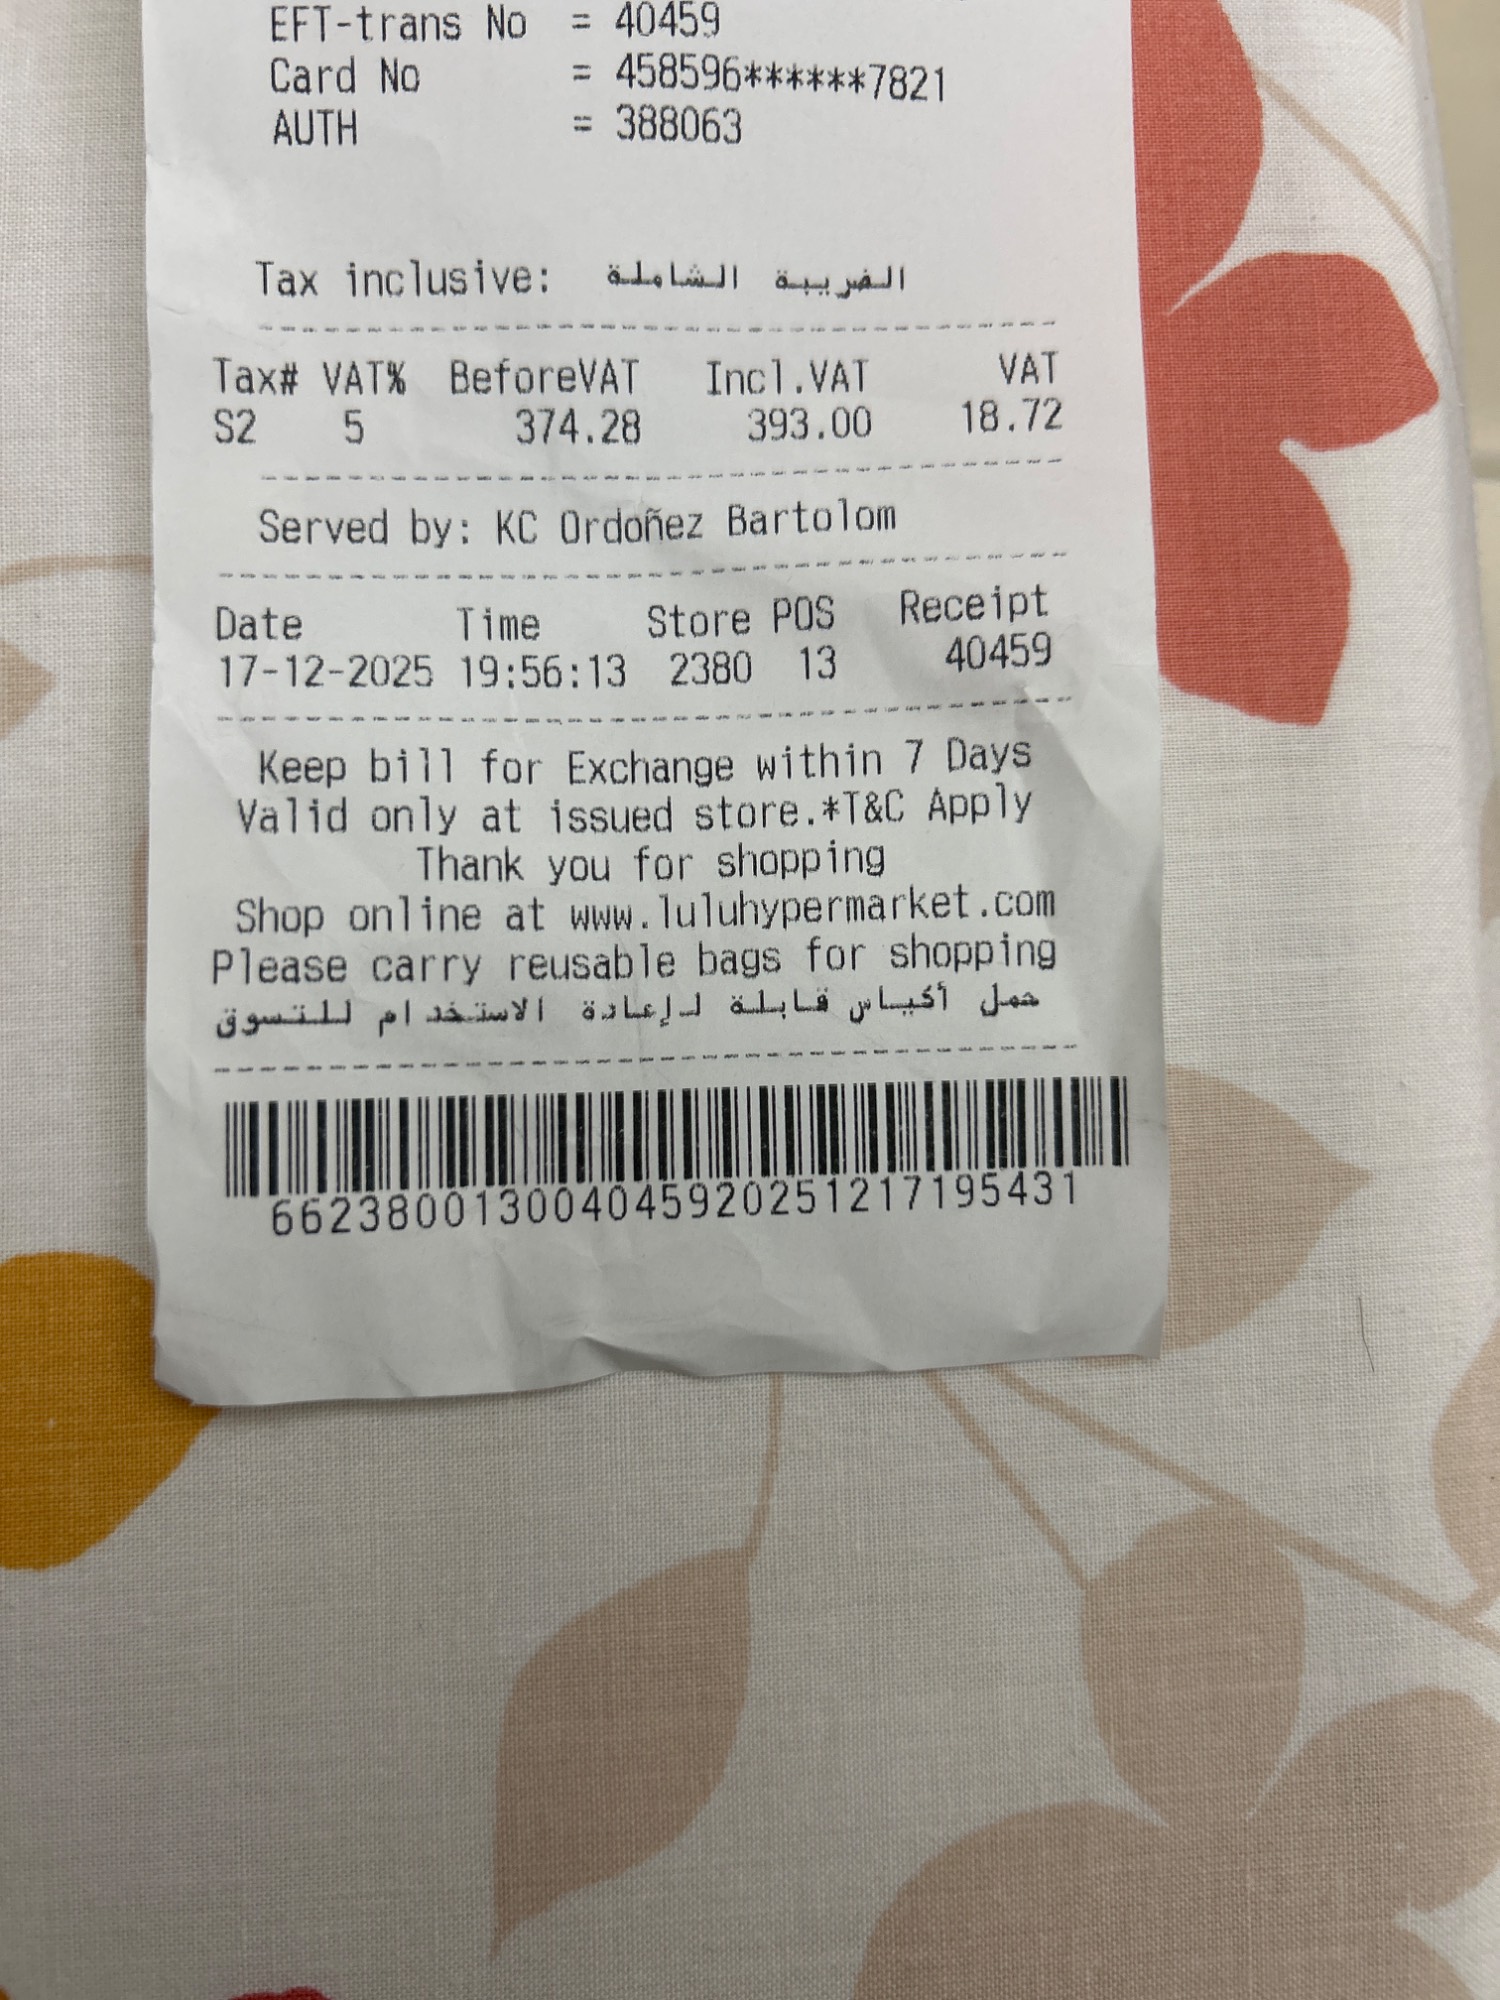 EFT-trans No = 40459
Card No = 458596******7821
AUTH = 388063
Tax inclusive: الضريبة الشاملة
Tax# VAT% BeforeVAT Incl.VAT VAT
S2 5 374.28 393.00 18.72
Served by: KC Ordoñez Bartolom
Date Time Store POS Receipt
17-12-2025 19:56:13 2380 13 40459
Keep bill for Exchange within 7 Days
Valid only at issued store.*T&C Apply
Thank you for shopping
Shop online at www.luluhypermarket.com
Please carry reusable bags for shopping
حمل أكياس قابلة لإعادة الاستخدام للتسوق
66238001300404592025121719​5431